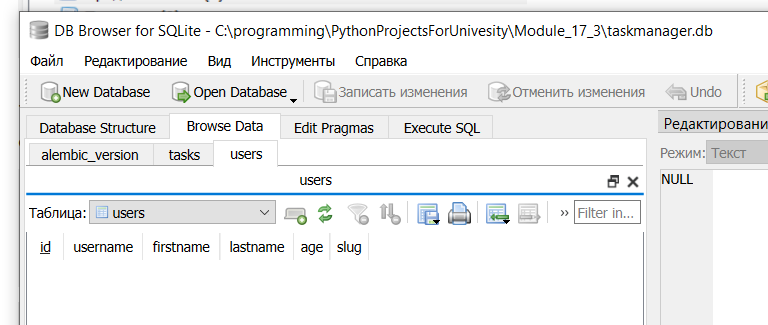 DB Browser for SQLite - C:\programming\PythonProjectsForUnivesity\Module_17_3\taskmanager.db
Файл Редактирование Вид Инструменты Справка
New Database Open Database Записать изменения Отменить изменения Undo
Database Structure Browse Data Edit Pragmas Execute SQL
Редактировани
alembic_version tasks users
Режим: Текст
users
NULL
Таблица: users Filter in...
id username firstname lastname age slug